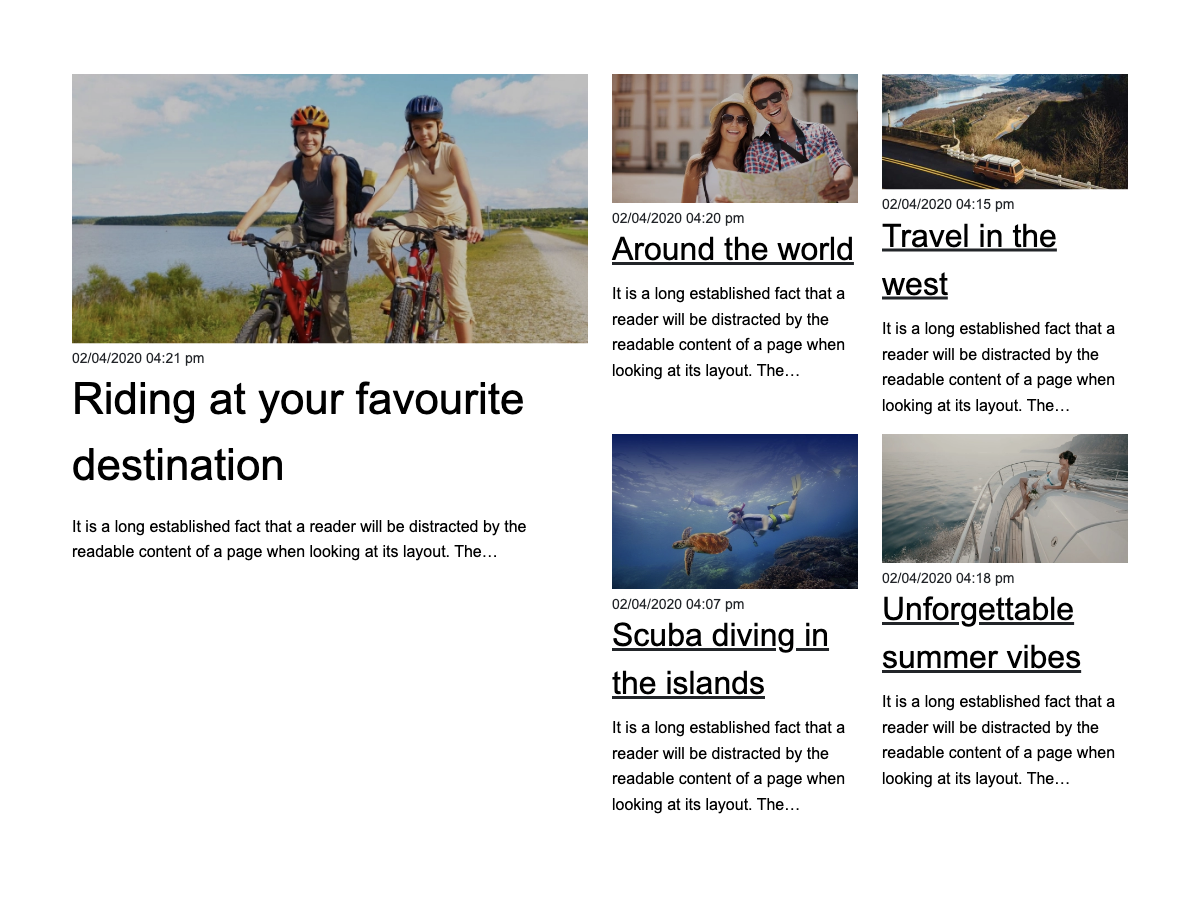 02/04/2020 04:21 pm
Riding at your favourite
destination
It is a long established fact that a reader will be distracted by the
readable content of a page when looking at its layout. The…
02/04/2020 04:20 pm
Around the world
It is a long established fact that a
reader will be distracted by the
readable content of a page when
looking at its layout. The…
02/04/2020 04:15 pm
Travel in the
west
It is a long established fact that a
reader will be distracted by the
readable content of a page when
looking at its layout. The…
02/04/2020 04:07 pm
Scuba diving in
the islands
It is a long established fact that a
reader will be distracted by the
readable content of a page when
looking at its layout. The…
02/04/2020 04:18 pm
Unforgettable
summer vibes
It is a long established fact that a
reader will be distracted by the
readable content of a page when
looking at its layout. The…